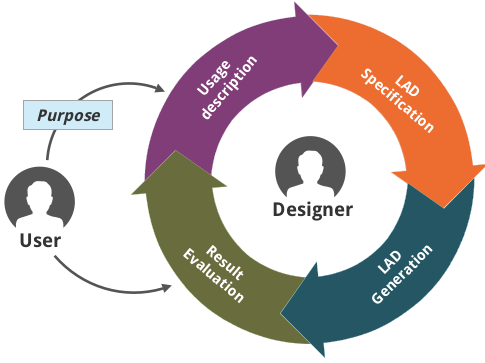 Purpose
User
Usage
description
LAD
Specification
Designer
LAD
Generation
Result
Evaluation